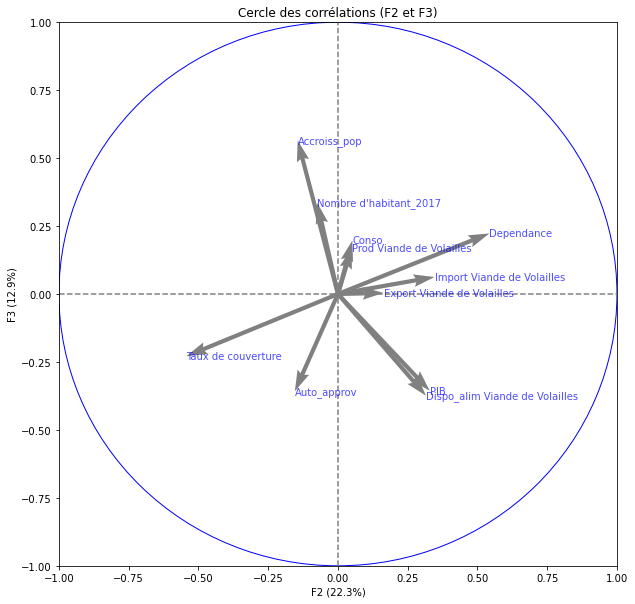 Cercle des corrélations (F2 et F3)
1.00
0.75
0.50
0.25
0.00
−0.25
−0.50
−0.75
−1.00
F3 (12.9%)
Accroiss_pop
Nombre d'habitant_2017
Conso
Prod Viande de Volailles
Dependance
Import Viande de Volailles
Export Viande de Volailles
Taux de couverture
Auto_approv
PIB
Dispo_alim Viande de Volailles
−1.00 −0.75 −0.50 −0.25 0.00 0.25 0.50 0.75 1.00
F2 (22.3%)